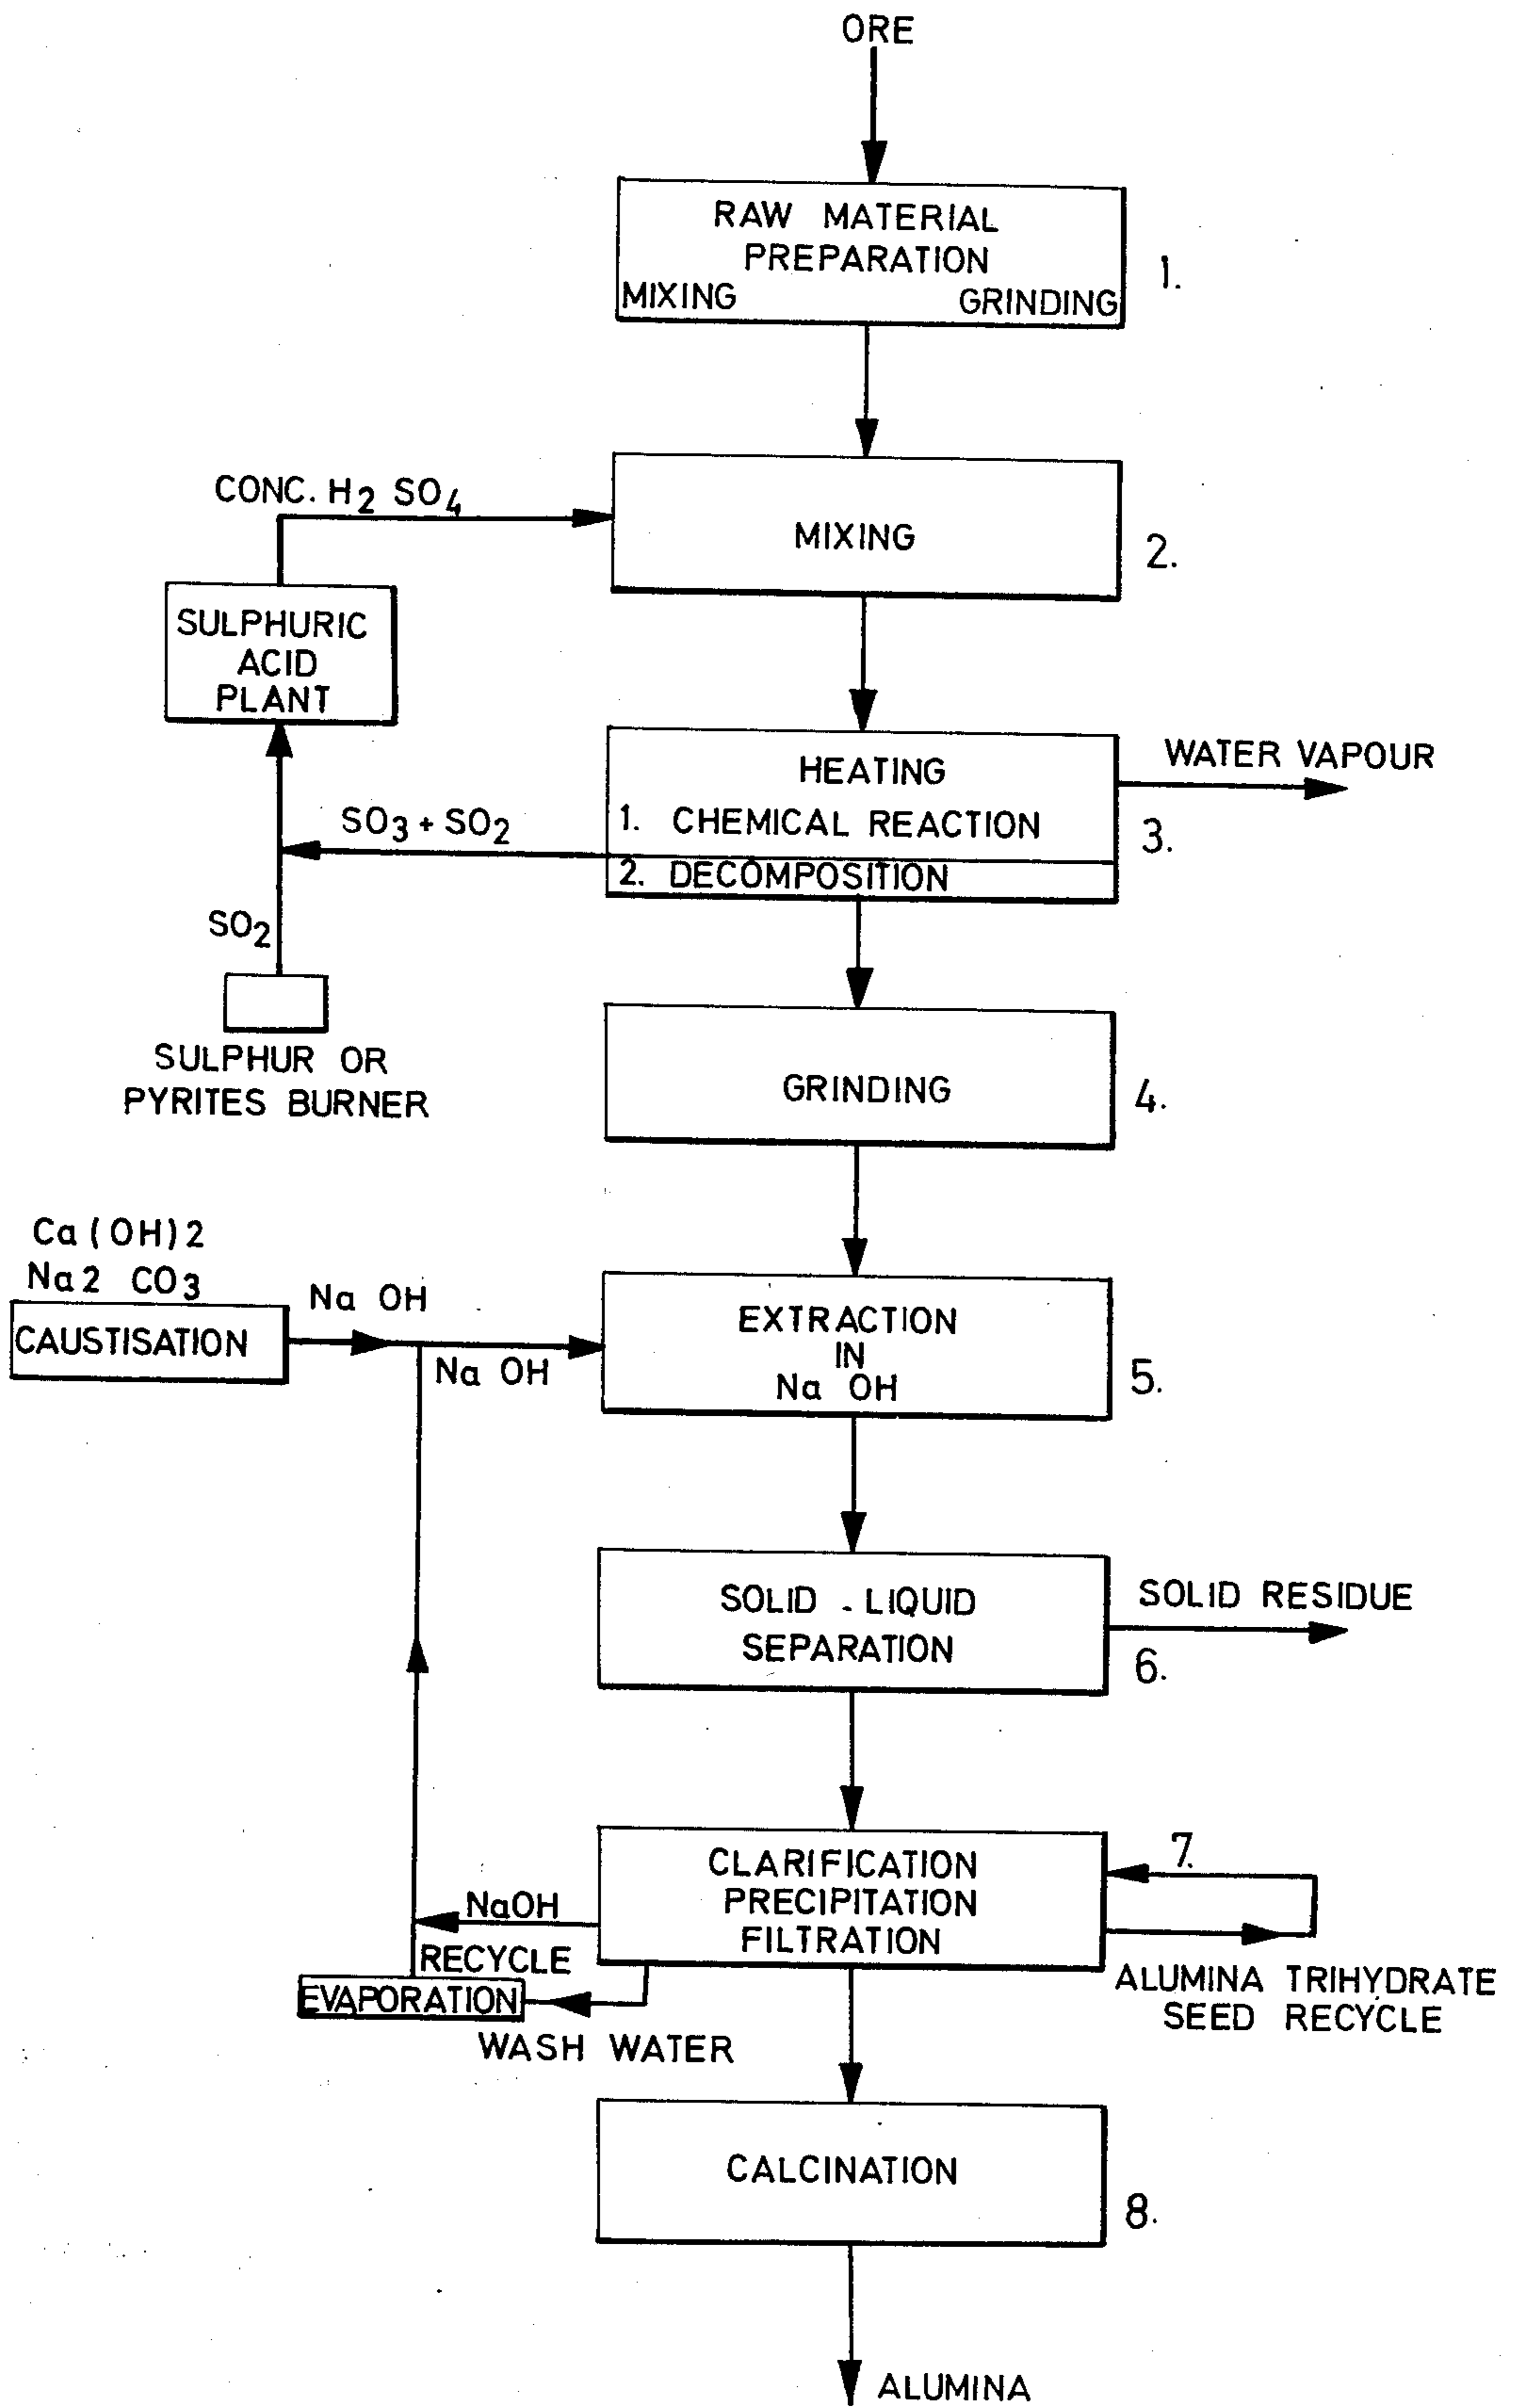 ORE
RAW MATERIAL
PREPARATION
MIXING GRINDING
1.
CONC. H2 SO4
MIXING
2.
SULPHURIC
ACID
PLANT
HEATING
1. CHEMICAL REACTION
2. DECOMPOSITION
WATER VAPOUR
3.
SO3 + SO2
SO2
SULPHUR OR
PYRITES BURNER
GRINDING
4.
Ca (OH)2
Na2 CO3
CAUSTISATION
Na OH
Na OH
EXTRACTION
IN
Na OH
5.
SOLID - LIQUID
SEPARATION
SOLID RESIDUE
6.
CLARIFICATION
PRECIPITATION
FILTRATION
7.
NaOH
RECYCLE
EVAPORATION
WASH WATER
ALUMINA TRIHYDRATE
SEED RECYCLE
CALCINATION
8.
ALUMINA